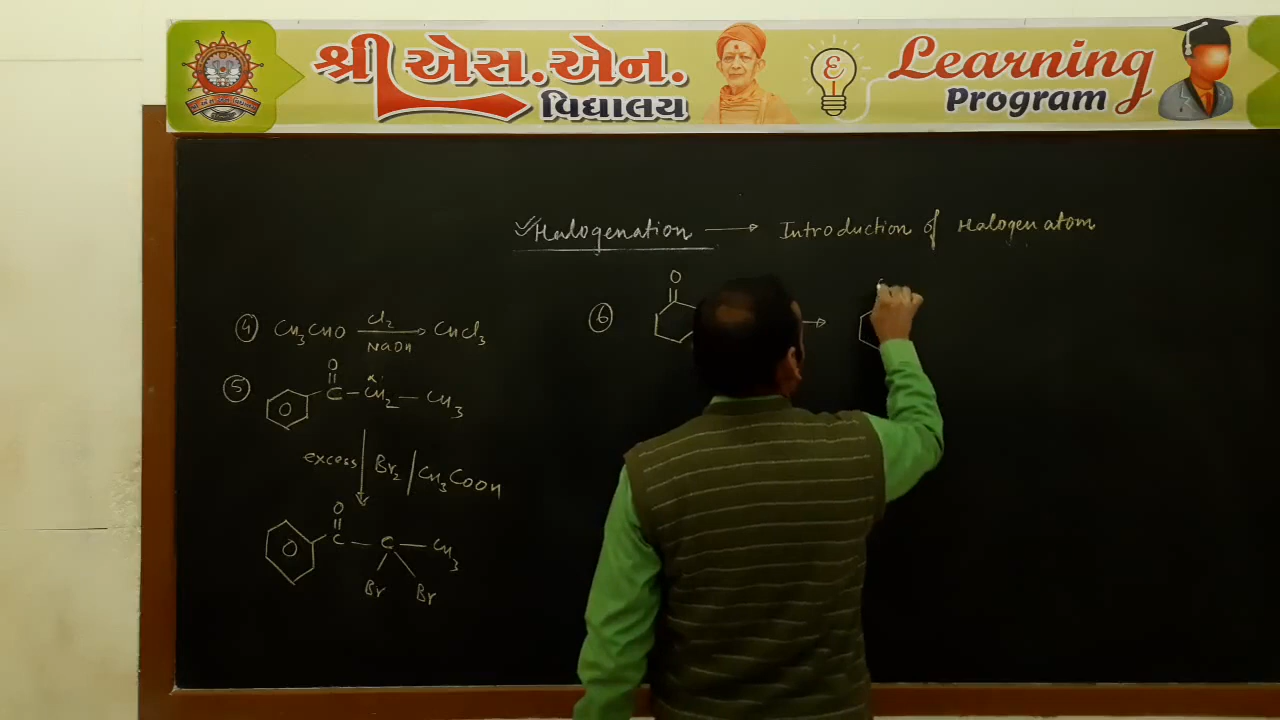 શ્રી એસ.એન.
વિદ્યાલય
Learning
Program
Halogenation → Introduction of Halogen atom
④ CH3CHO Cl2 → CHCl3
NaOH
⑤
O
C – CH2 – CH3
α
excess Br2 / CH3COOH
O
C – C – CH3
Br Br
⑥
O
→